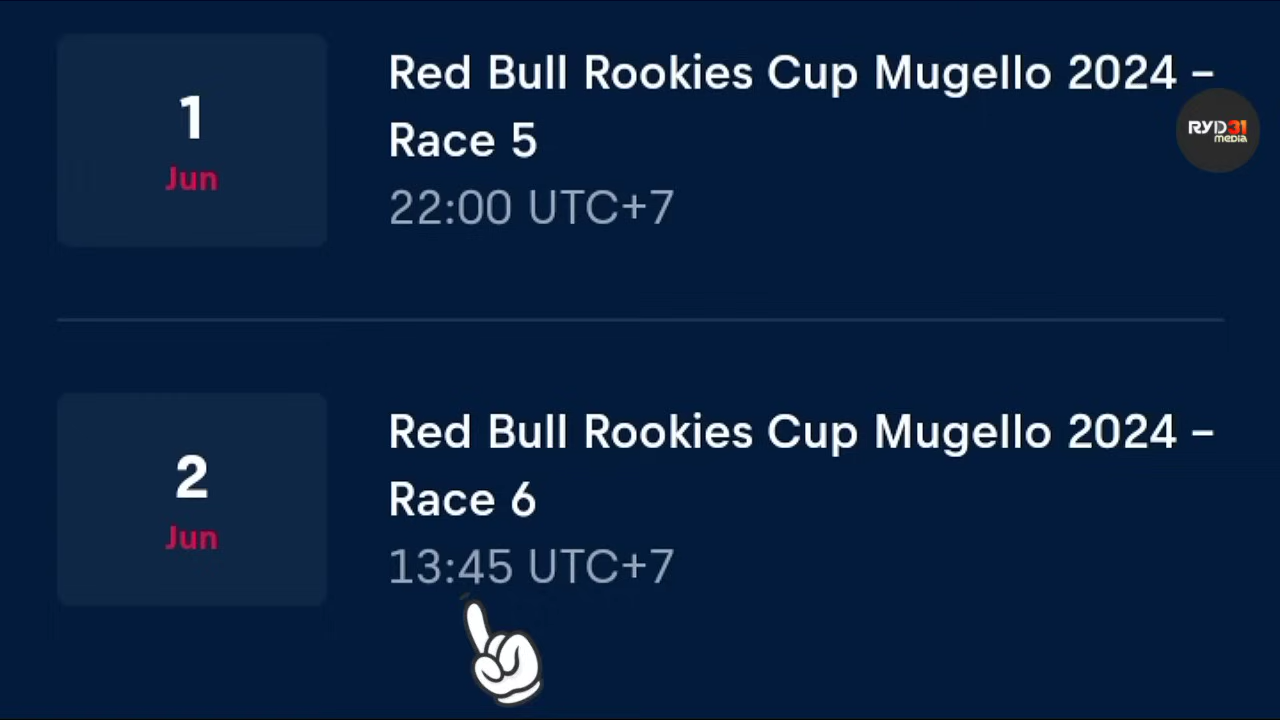 1
Jun
Red Bull Rookies Cup Mugello 2024 –
Race 5
22:00 UTC+7
RYD31
media
2
Jun
Red Bull Rookies Cup Mugello 2024 –
Race 6
13:45 UTC+7